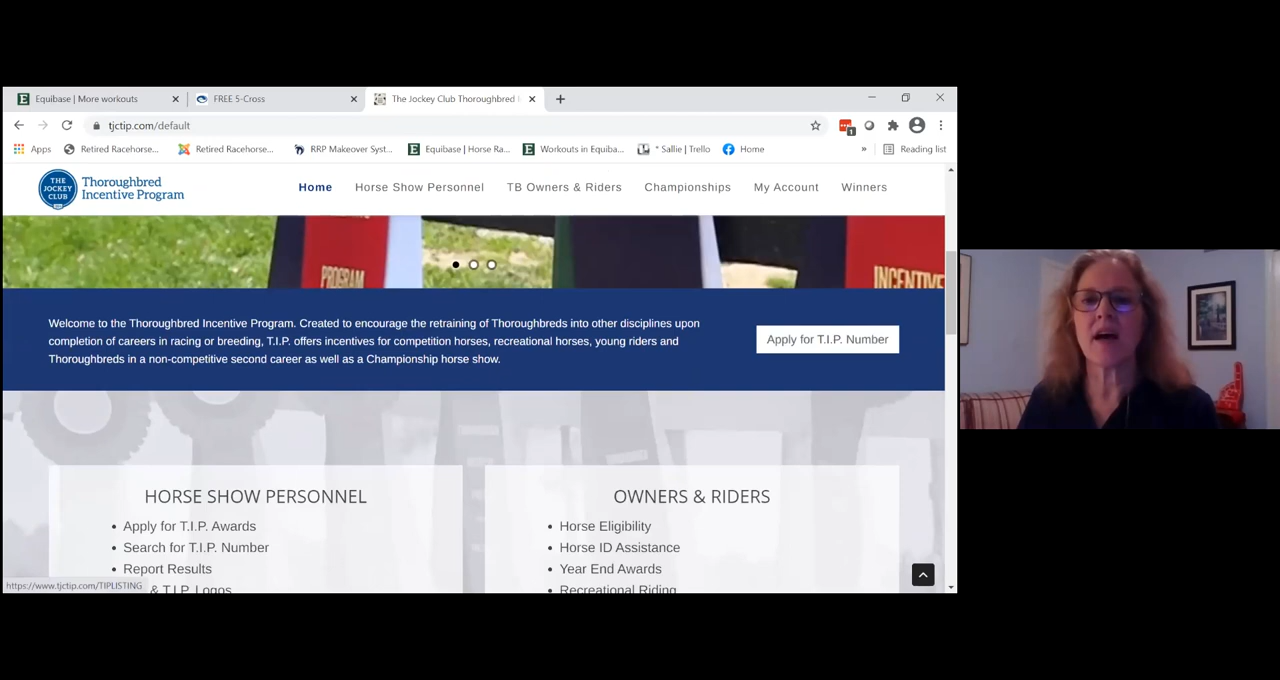 Equibase | More workouts
FREE 5-Cross
The Jockey Club Thoroughbred
tjctip.com/default
1
Apps
Retired Racehorse...
Retired Racehorse...
RRP Makeover Syst...
Equibase | Horse Ra...
Workouts in Equiba...
* Sallie | Trello
Home
»
Reading list
THE JOCKEY CLUB
Thoroughbred
Incentive Program
Home
Horse Show Personnel
TB Owners & Riders
Championships
My Account
Winners
PROGRAM
INCENTIVE
Welcome to the Thoroughbred Incentive Program. Created to encourage the retraining of Thoroughbreds into other disciplines upon
completion of careers in racing or breeding, T.I.P. offers incentives for competition horses, recreational horses, young riders and
Thoroughbreds in a non-competitive second career as well as a Championship horse show.
Apply for T.I.P. Number
HORSE SHOW PERSONNEL
• Apply for T.I.P. Awards
• Search for T.I.P. Number
• Report Results
& T.I.P. Logos
OWNERS & RIDERS
• Horse Eligibility
• Horse ID Assistance
• Year End Awards
• Recreational Riding
https://www.tjctip.com/TIPLISTING